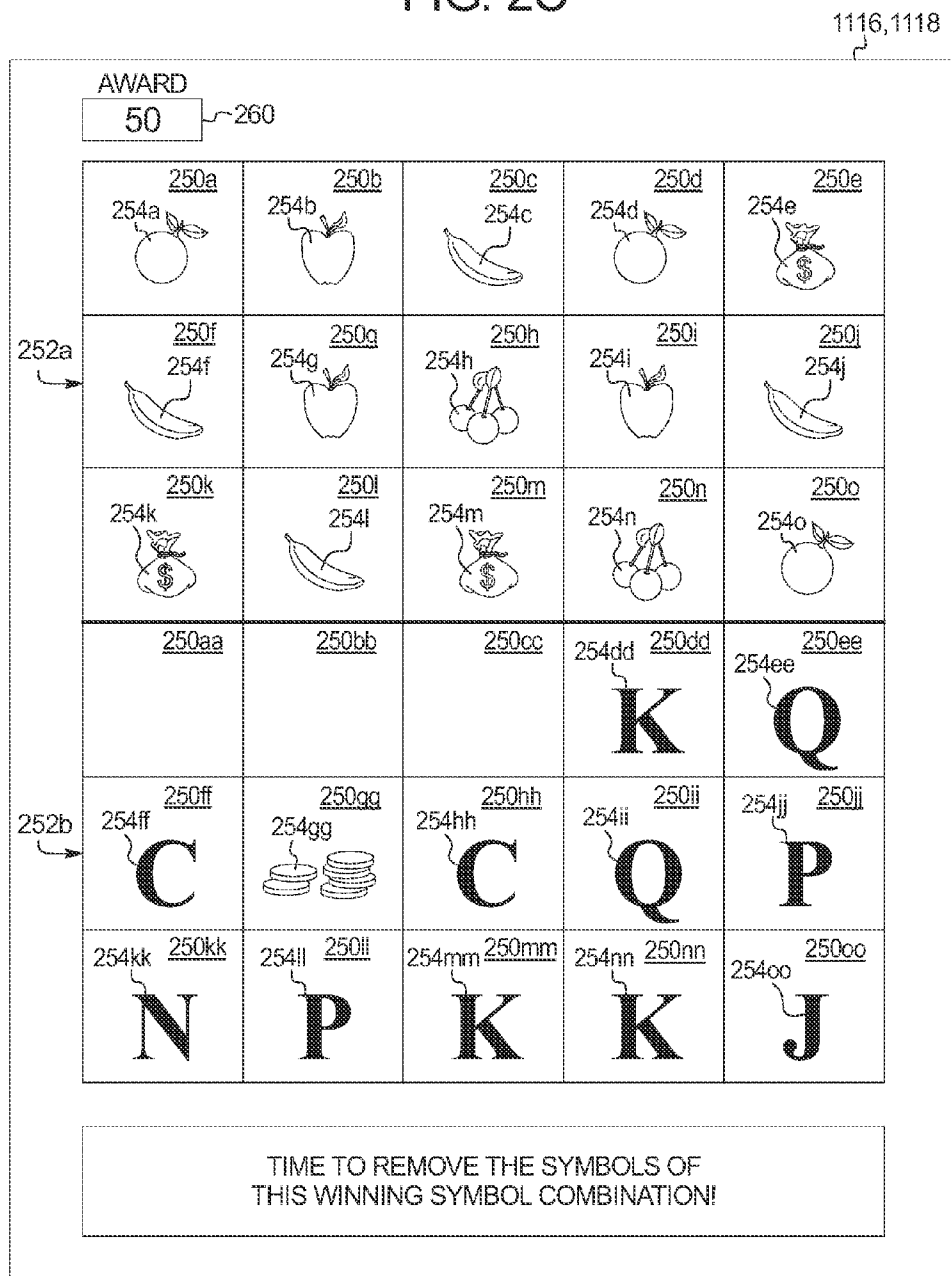 FIG. 2C
1116,1118
AWARD
50
260
250a 250b 250c 250d 250e
254a 254b 254c 254d 254e
$
252a
250f 250g 250h 250i 250j
254f 254g 254h 254i 254j
250k 250l 250m 250n 250o
254k 254l 254m 254n 254o
$ $
250aa 250bb 250cc 250dd 250ee
254dd 254ee
K Q
252b
250ff 250gg 250hh 250ii 250jj
254ff 254gg 254hh 254ii 254jj
C C Q P
250kk 250ll 250mm 250nn 250oo
254kk 254ll 254mm 254nn 254oo
N P K K J
TIME TO REMOVE THE SYMBOLS OF
THIS WINNING SYMBOL COMBINATION!